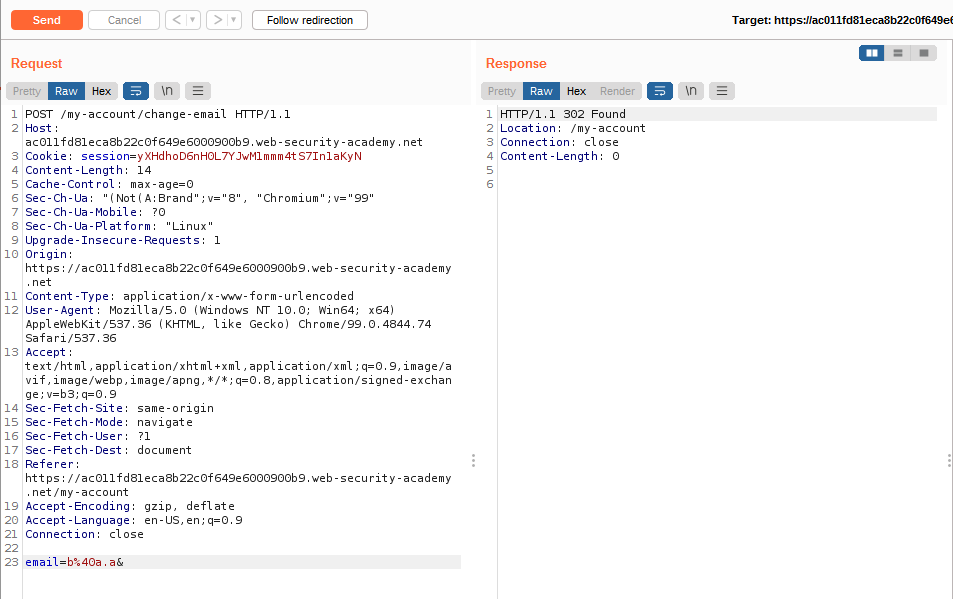 Send Cancel < > Follow redirection Target: https://ac011fd81eca8b22c0f649e6
Request
Pretty Raw Hex \n
1 POST /my-account/change-email HTTP/1.1
2 Host:
ac011fd81eca8b22c0f649e6000900b9.web-security-academy.net
3 Cookie: session=yXHdhoD6nH0L7YJwM1mmm4tS7In1aKyN
4 Content-Length: 14
5 Cache-Control: max-age=0
6 Sec-Ch-Ua: "(Not(A:Brand";v="8", "Chromium";v="99"
7 Sec-Ch-Ua-Mobile: ?0
8 Sec-Ch-Ua-Platform: "Linux"
9 Upgrade-Insecure-Requests: 1
10 Origin:
https://ac011fd81eca8b22c0f649e6000900b9.web-security-academy
.net
11 Content-Type: application/x-www-form-urlencoded
12 User-Agent: Mozilla/5.0 (Windows NT 10.0; Win64; x64)
AppleWebKit/537.36 (KHTML, like Gecko) Chrome/99.0.4844.74
Safari/537.36
13 Accept:
text/html,application/xhtml+xml,application/xml;q=0.9,image/a
vif,image/webp,image/apng,*/*;q=0.8,application/signed-exchan
ge;v=b3;q=0.9
14 Sec-Fetch-Site: same-origin
15 Sec-Fetch-Mode: navigate
16 Sec-Fetch-User: ?1
17 Sec-Fetch-Dest: document
18 Referer:
https://ac011fd81eca8b22c0f649e6000900b9.web-security-academy
.net/my-account
19 Accept-Encoding: gzip, deflate
20 Accept-Language: en-US,en;q=0.9
21 Connection: close
22
23 email=b%40a.a&
Response
Pretty Raw Hex Render \n
1 HTTP/1.1 302 Found
2 Location: /my-account
3 Connection: close
4 Content-Length: 0
5
6